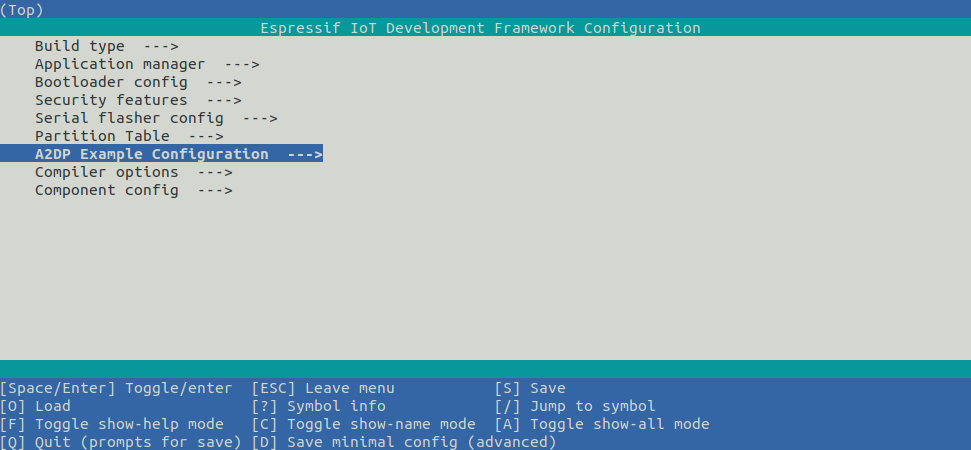 (Top)
Espressif IoT Development Framework Configuration
Build type  --->
Application manager  --->
Bootloader config  --->
Security features  --->
Serial flasher config  --->
Partition Table  --->
A2DP Example Configuration  --->
Compiler options  --->
Component config  --->
[Space/Enter] Toggle/enter  [ESC] Leave menu           [S] Save
[O] Load                    [?] Symbol info            [/] Jump to symbol
[F] Toggle show-help mode   [C] Toggle show-name mode  [A] Toggle show-all mode
[Q] Quit (prompts for save) [D] Save minimal config (advanced)